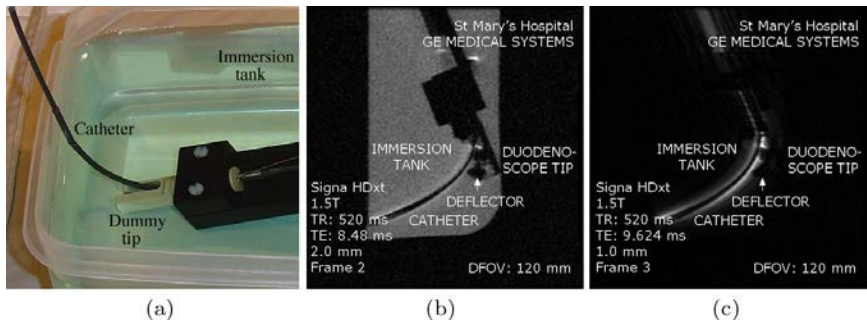 Immersion
tank
Catheter
Dummy
tip
(a)
St Mary's Hospital
GE MEDICAL SYSTEMS
IMMERSION
TANK
DUODENO-
SCOPE TIP
Signa HDxt
1.5T
TR: 520 ms
TE: 8.48 ms
2.0 mm
Frame 2
DEFLECTOR
CATHETER
DFOV: 120 mm
(b)
St Mary's Hospital
GE MEDICAL SYSTEMS
IMMERSION
TANK
DUODENO-
SCOPE TIP
Signa HDxt
1.5T
TR: 520 ms
TE: 9.624 ms
1.0 mm
Frame 3
DEFLECTOR
CATHETER
DFOV: 120 mm
(c)